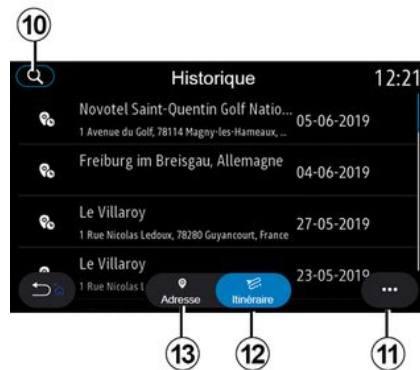 10
Historique 12:21
Novotel Saint-Quentin Golf Natio... 05-06-2019
1 Avenue du Golf, 78114 Magny-les-Hameaux, ...
Freiburg im Breisgau, Allemagne 04-06-2019
Le Villaroy 27-05-2019
1 Rue Nicolas Ledoux, 78280 Guyancourt, France
Le Villaroy 23-05-2019
1 Rue Nicolas L
Adresse Itinéraire ...
13 12 11